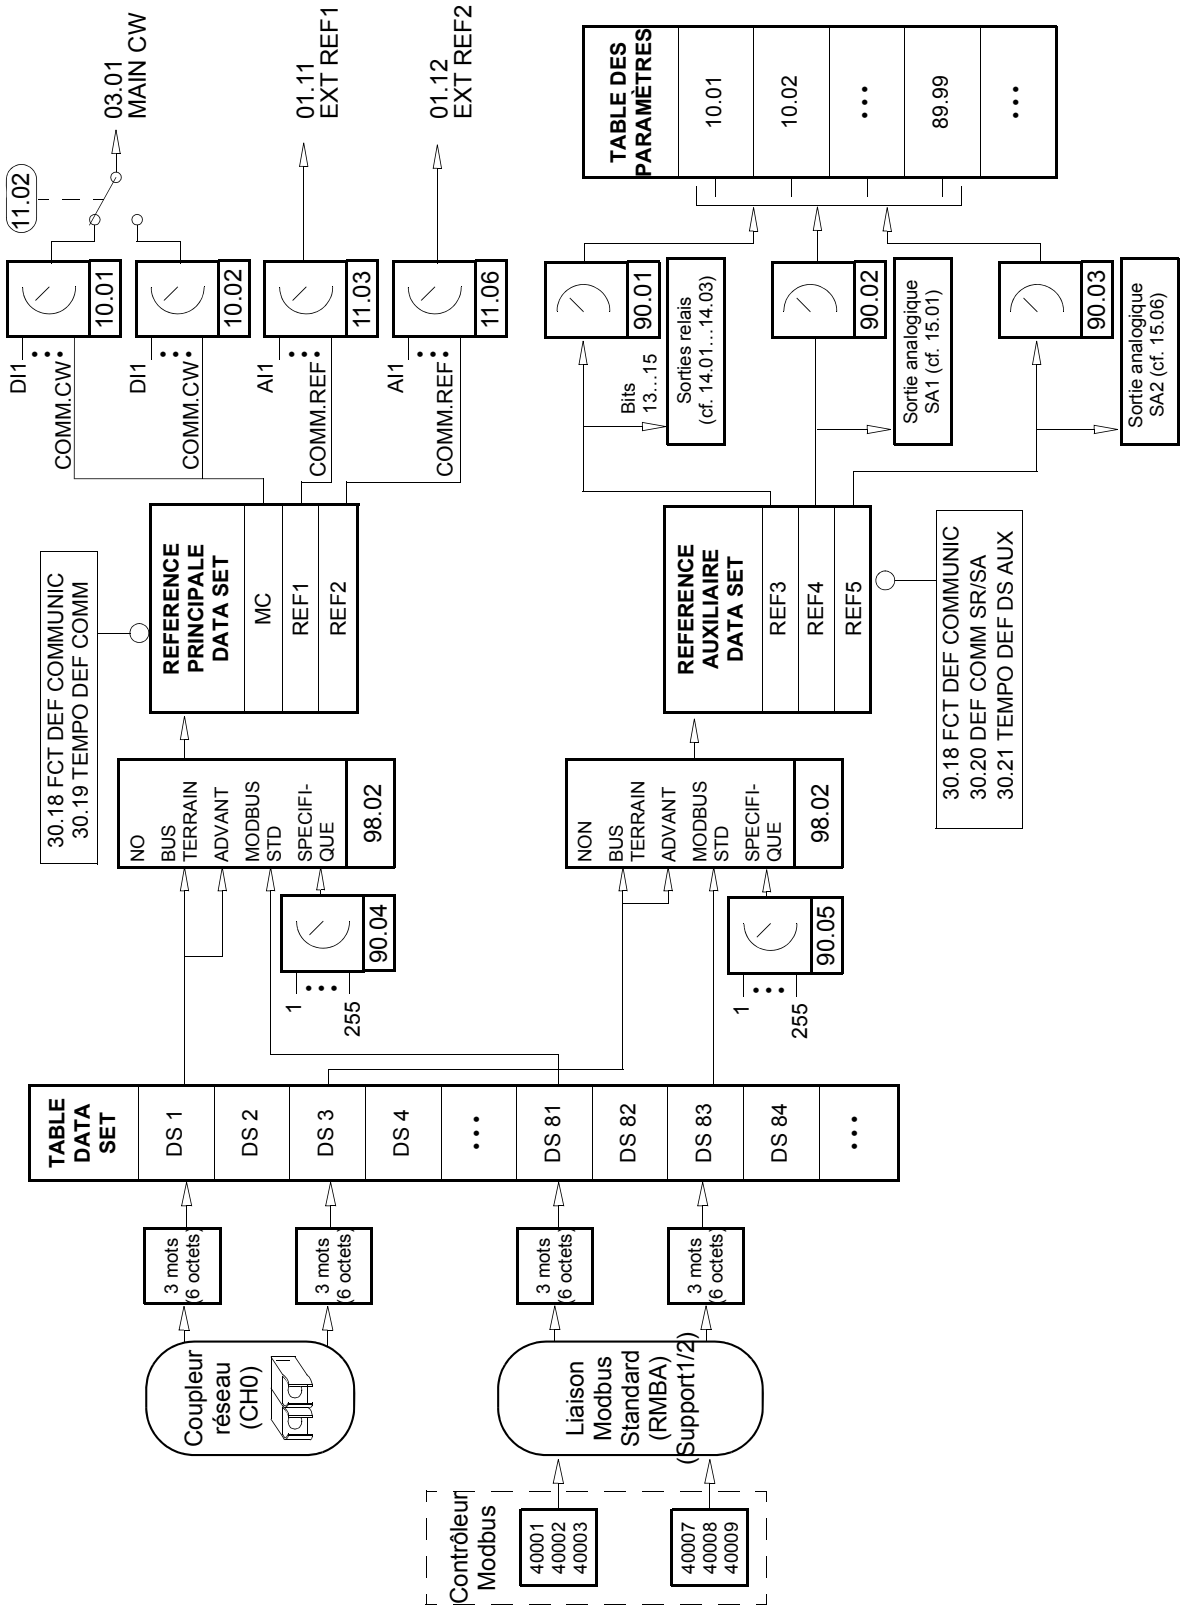 Contrôleur
Modbus
40001
40002
40003
40007
40008
40009
Coupleur
réseau
(CH0)
Liaison
Modbus
Standard
(RMBA)
(Support1/2)
3 mots
(6 octets)
3 mots
(6 octets)
3 mots
(6 octets)
3 mots
(6 octets)
TABLE
DATA
SET
DS 1
DS 2
DS 3
DS 4
•••
DS 81
DS 82
DS 83
DS 84
•••
1
•••
255
90.04
1
•••
255
90.05
NO
BUS
TERRAIN
ADVANT
MODBUS
STD
SPECIFI-
QUE
98.02
NON
BUS
TERRAIN
ADVANT
MODBUS
STD
SPECIFI-
QUE
98.02
30.18 FCT DEF COMMUNIC
30.19 TEMPO DEF COMM
REFERENCE
PRINCIPALE
DATA SET
MC
REF1
REF2
REFERENCE
AUXILIAIRE
DATA SET
REF3
REF4
REF5
30.18 FCT DEF COMMUNIC
30.20 DEF COMM SR/SA
30.21 TEMPO DEF DS AUX
DI1
•••
COMM.CW
10.01
DI1
•••
COMM.CW
10.02
AI1
•••
COMM.REF
11.03
AI1
•••
COMM.REF
11.06
11.02
03.01
MAIN CW
01.11
EXT REF1
01.12
EXT REF2
Bits
13...15
90.01
Sorties relais
(cf. 14.01...14.03)
90.02
Sortie analogique
SA1 (cf. 15.01)
90.03
Sortie analogique
SA2 (cf. 15.06)
TABLE DES
PARAMÈTRES
10.01
10.02
•••
89.99
•••